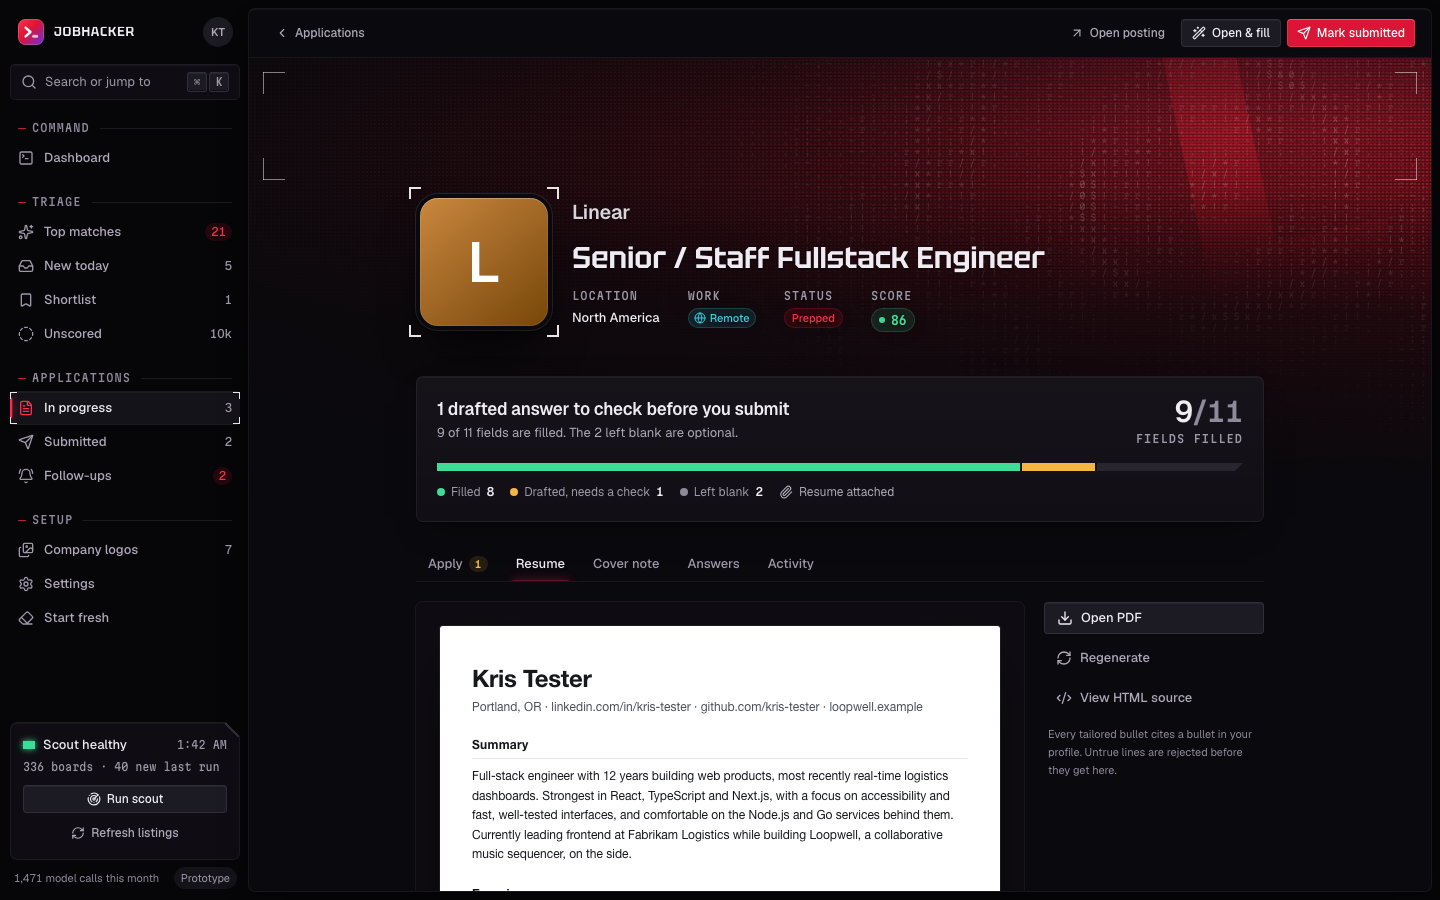 JOBHACKER
KT
Search or jump to
⌘ K
COMMAND
Dashboard
TRIAGE
Top matches 21
New today 5
Shortlist 1
Unscored 10k
APPLICATIONS
In progress 3
Submitted 2
Follow-ups 2
SETUP
Company logos 7
Settings
Start fresh
Scout healthy 1:42 AM
336 boards · 40 new last run
Run scout
Refresh listings
1,471 model calls this month Prototype
Applications
Open posting
Open & fill
Mark submitted
L
Linear
Senior / Staff Fullstack Engineer
LOCATION WORK STATUS SCORE
North America Remote Prepped 86
1 drafted answer to check before you submit
9 of 11 fields are filled. The 2 left blank are optional.
9/11
FIELDS FILLED
Filled 8 Drafted, needs a check 1 Left blank 2 Resume attached
Apply 1 Resume Cover note Answers Activity
Kris Tester
Portland, OR · linkedin.com/in/kris-tester · github.com/kris-tester · loopwell.example
Summary
Full-stack engineer with 12 years building web products, most recently real-time logistics
dashboards. Strongest in React, TypeScript and Next.js, with a focus on accessibility and
fast, well-tested interfaces, and comfortable on the Node.js and Go services behind them.
Currently leading frontend at Fabrikam Logistics while building Loopwell, a collaborative
music sequencer, on the side.
Open PDF
Regenerate
View HTML source
Every tailored bullet cites a bullet in your
profile. Untrue lines are rejected before
they get here.